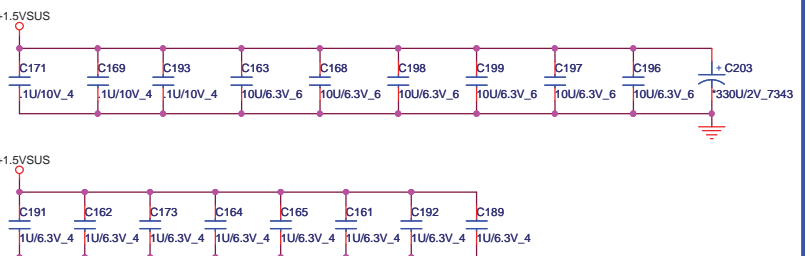 +1.5VSUS
C171 C169 C193 C163 C168 C198 C199 C197 C196 + C203
.1U/10V_4 .1U/10V_4 .1U/10V_4 10U/6.3V_6 10U/6.3V_6 10U/6.3V_6 10U/6.3V_6 10U/6.3V_6 10U/6.3V_6 *330U/2V_7343
+1.5VSUS
C191 C162 C173 C164 C165 C161 C192 C189
1U/6.3V_4 1U/6.3V_4 1U/6.3V_4 1U/6.3V_4 1U/6.3V_4 1U/6.3V_4 1U/6.3V_4 1U/6.3V_4